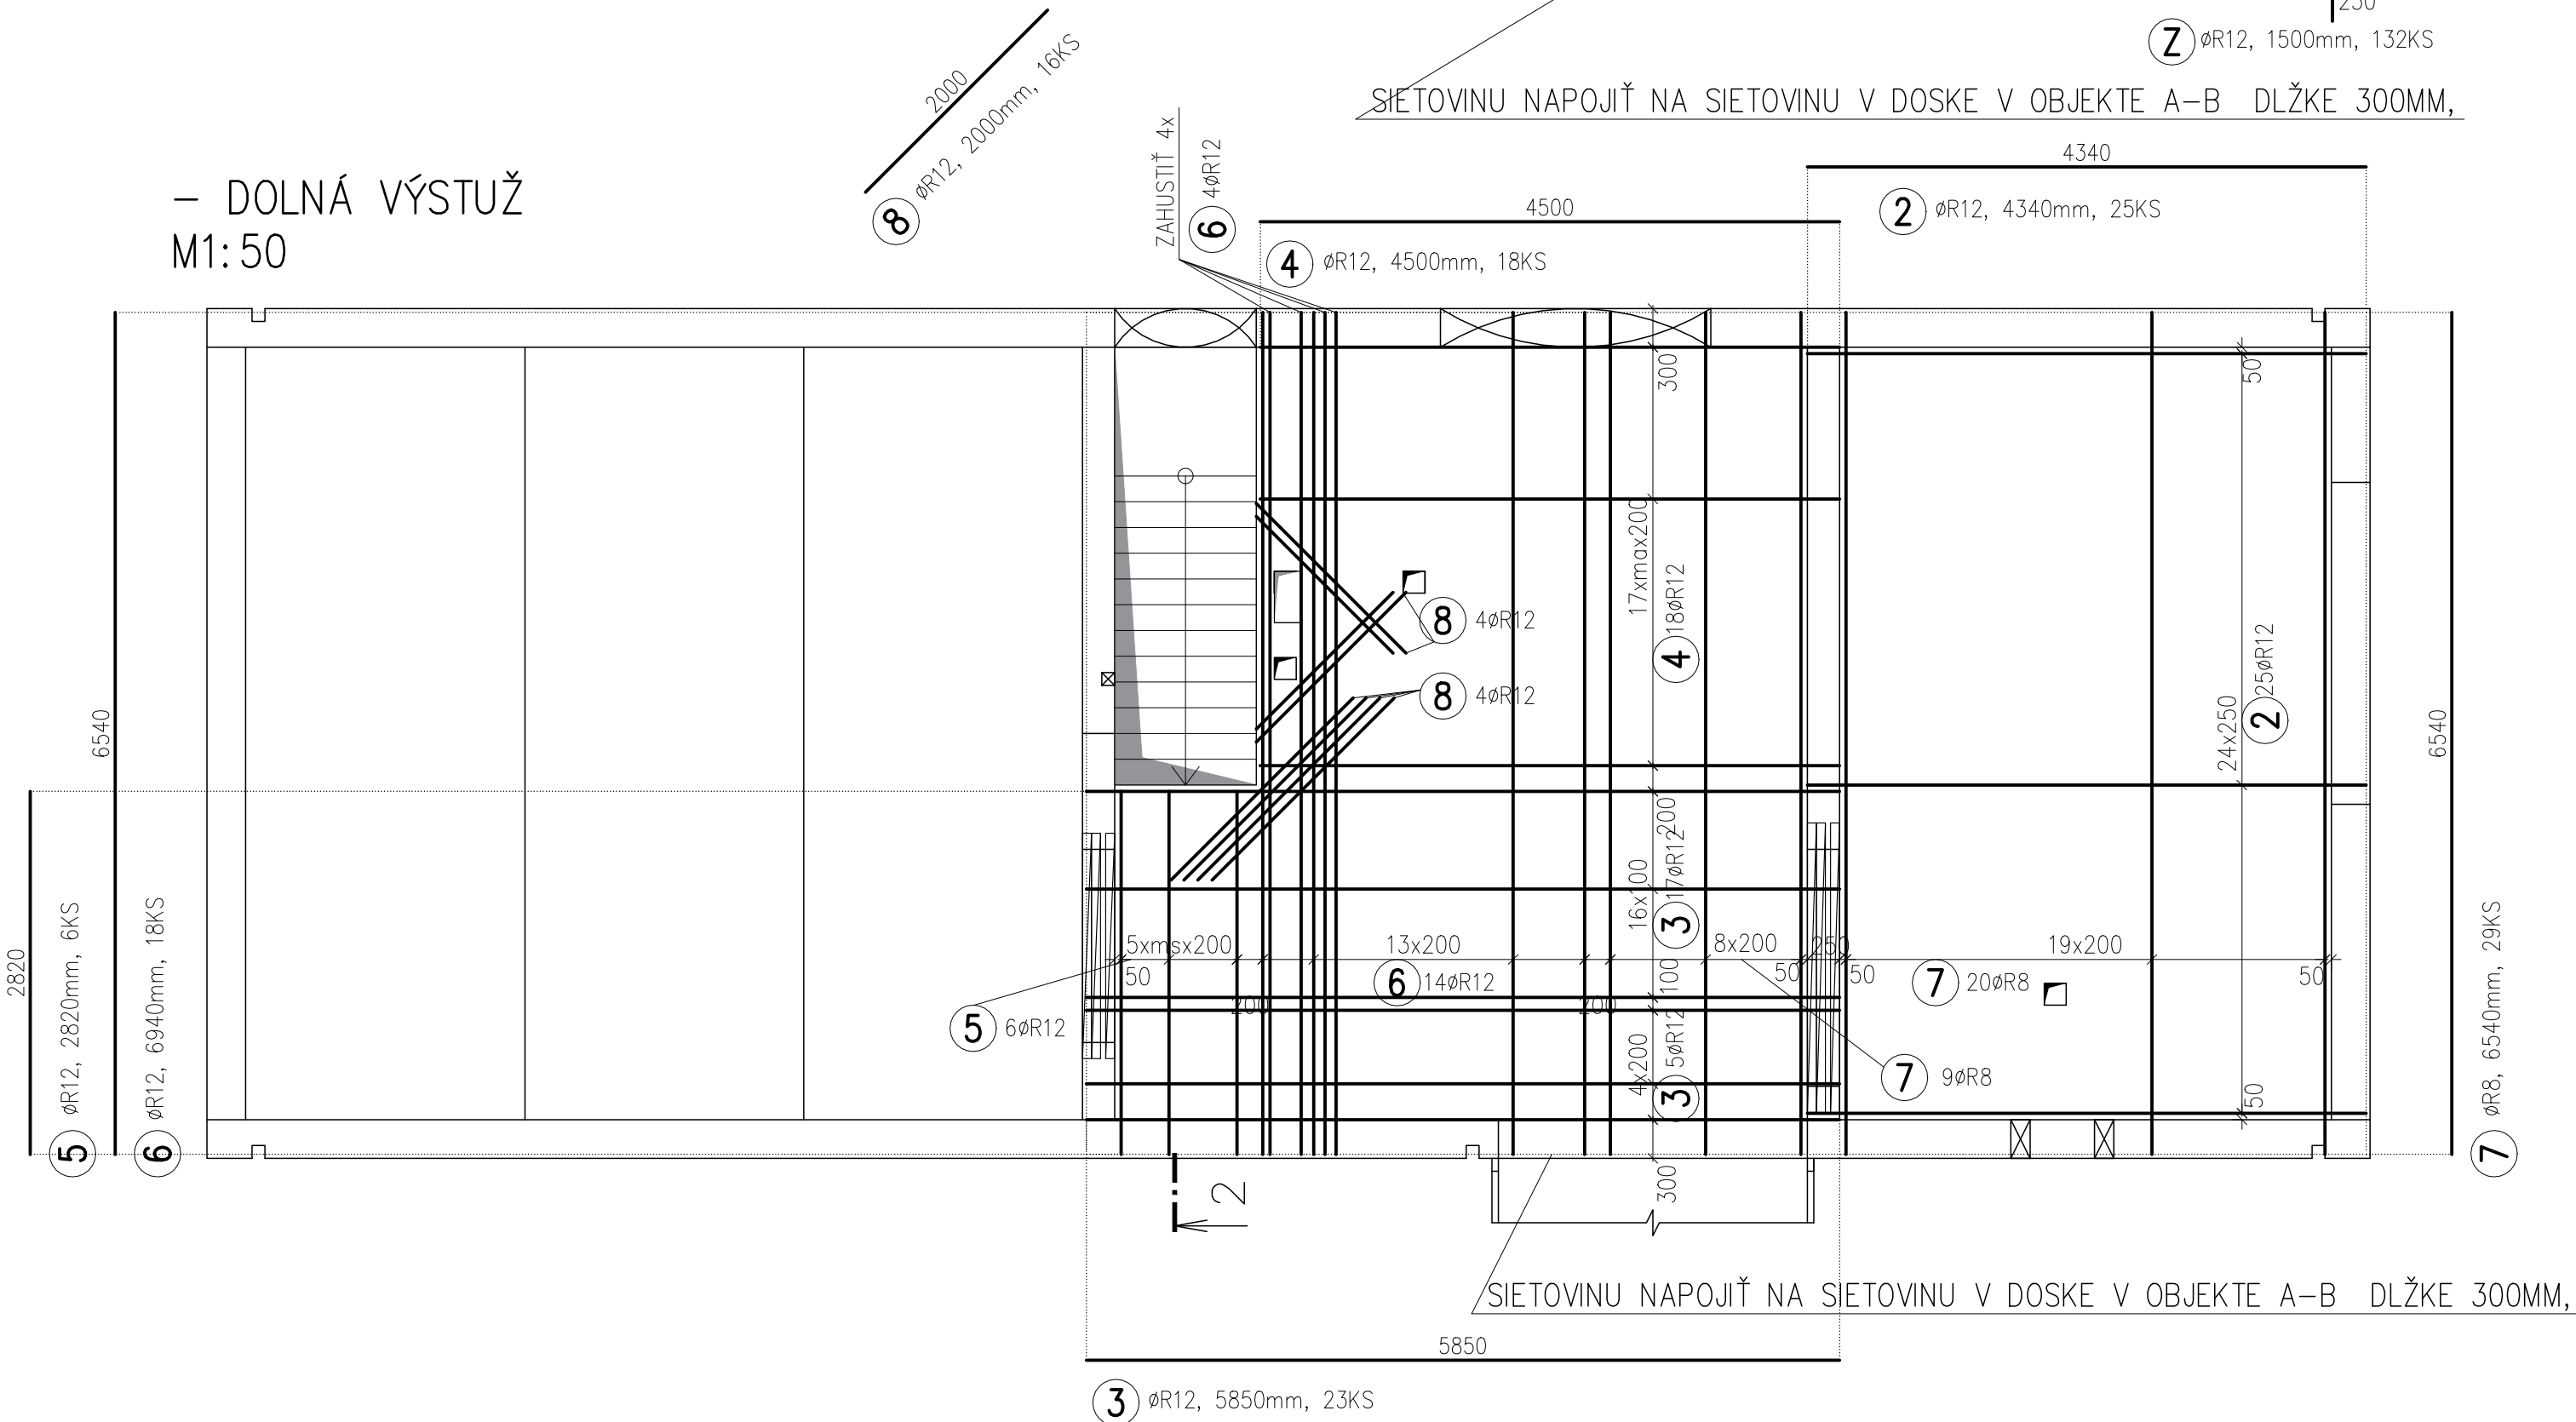 250
Z øR12, 1500mm, 132KS
2000
8 øR12, 2000mm, 16KS
SIETOVINU NAPOJIŤ NA SIETOVINU V DOSKE V OBJEKTE A-B DLŽKE 300MM,
- DOLNÁ VÝSTUŽ
M1:50
ZAHUSTIŤ 4x
6 4øR12
4500
4 øR12, 4500mm, 18KS
4340
2 øR12, 4340mm, 25KS
300
50
17xmax200
4 18øR12
8 4øR12
8 4øR12
24x250
2 25øR12
6540
6540
2820
5 øR12, 2820mm, 6KS
6 øR12, 6940mm, 18KS
7 øR8, 6540mm, 29KS
200
16x100
3 17øR12
5xmsx200
13x200
8x200
250
19x200
50
50
50
50
6 14øR12
100
7 20øR8
200
200
5 6øR12
4x200
3 5øR12
7 9øR8
50
300
2
SIETOVINU NAPOJIŤ NA SIETOVINU V DOSKE V OBJEKTE A-B DLŽKE 300MM,
5850
3 øR12, 5850mm, 23KS